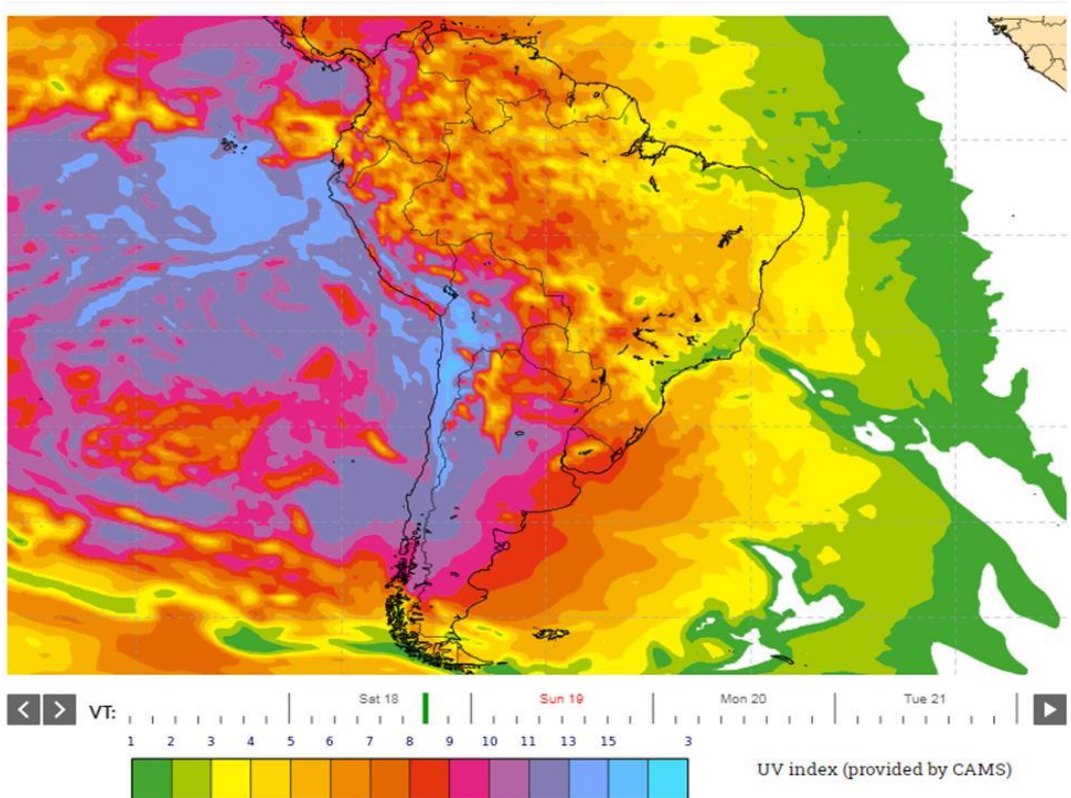 VT:
Sat 18
Sun 19
Mon 20
Tue 21
1 2 3 4 5 6 7 8 9 10 11 13 15 3
UV index (provided by CAMS)